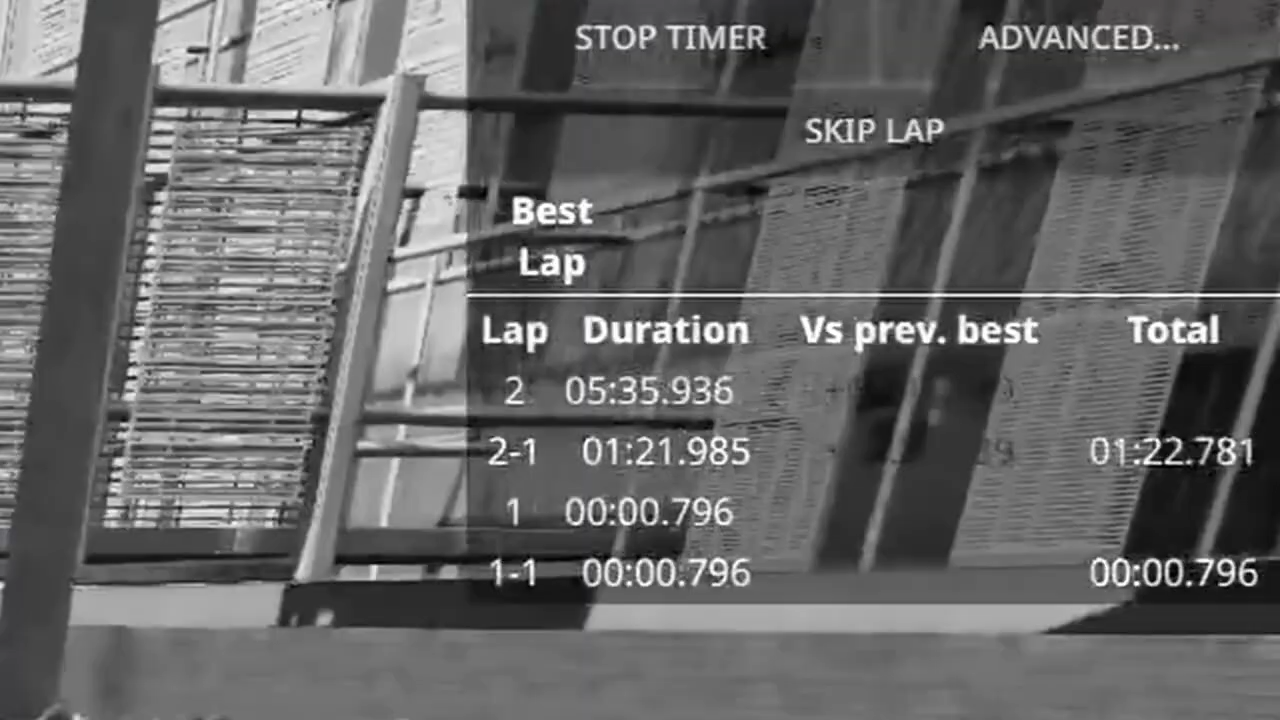 STOP TIMER ADVANCED...
SKIP LAP
Best
Lap
Lap Duration Vs prev. best Total
2 05:35.936
2-1 01:21.985 01:22.781
1 00:00.796
1-1 00:00.796 00:00.796